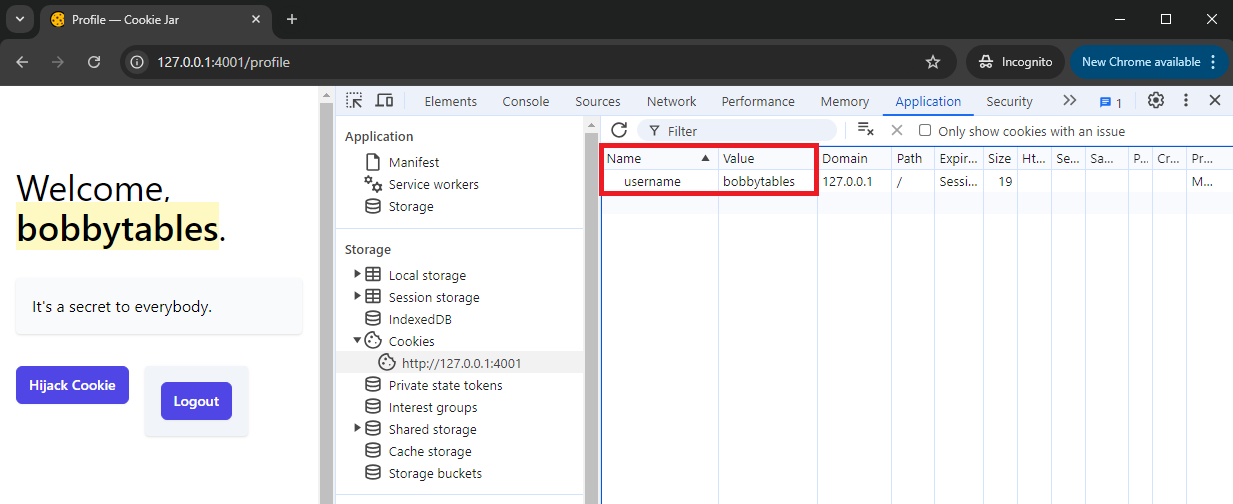 Profile — Cookie Jar
127.0.0.1:4001/profile
Incognito
New Chrome available
Welcome,
bobbytables.
It's a secret to everybody.
Hijack Cookie
Logout
Elements Console Sources Network Performance Memory Application Security 1
Application
Manifest
Service workers
Storage
Storage
Local storage
Session storage
IndexedDB
Cookies
http://127.0.0.1:4001
Private state tokens
Interest groups
Shared storage
Cache storage
Storage buckets
Filter Only show cookies with an issue
Name Value Domain Path Expir... Size Ht... Se... Sa... P... Cr... Pr...
username bobbytables 127.0.0.1 / Sessi... 19 M...